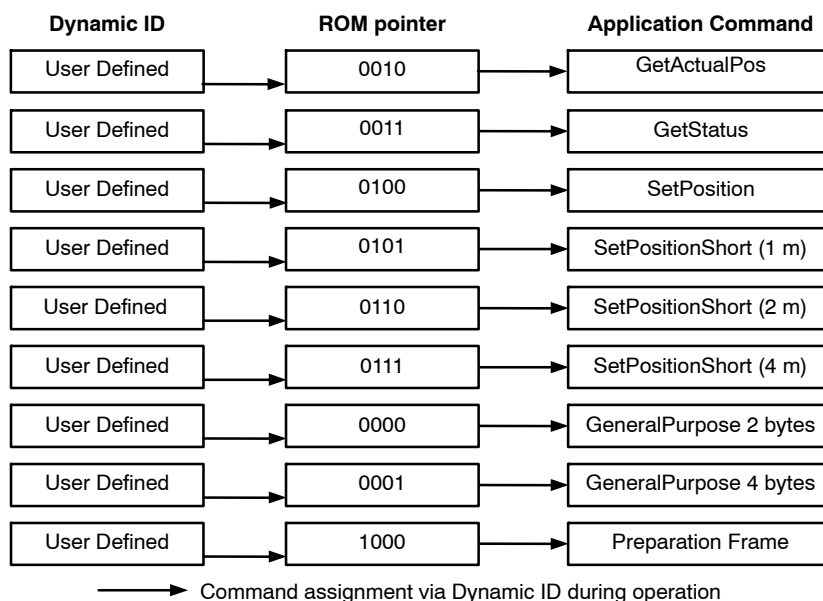 Dynamic ID ROM pointer Application Command
User Defined 0010 GetActualPos
User Defined 0011 GetStatus
User Defined 0100 SetPosition
User Defined 0101 SetPositionShort (1 m)
User Defined 0110 SetPositionShort (2 m)
User Defined 0111 SetPositionShort (4 m)
User Defined 0000 GeneralPurpose 2 bytes
User Defined 0001 GeneralPurpose 4 bytes
User Defined 1000 Preparation Frame
Command assignment via Dynamic ID during operation